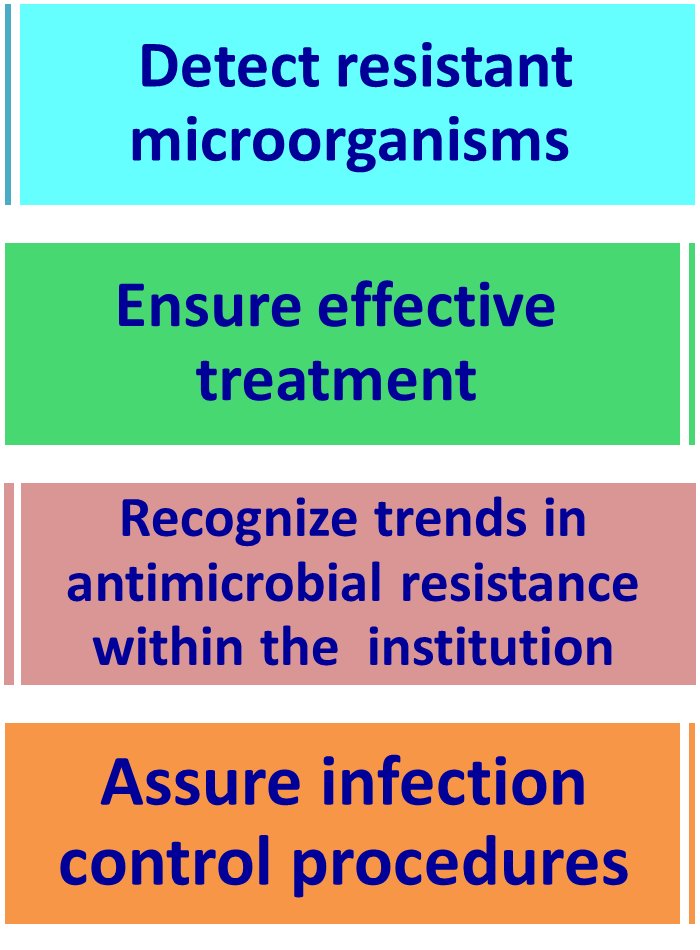 Detect resistant
microorganisms
Ensure effective
treatment
Recognize trends in
antimicrobial resistance
within the  institution
Assure infection
control procedures